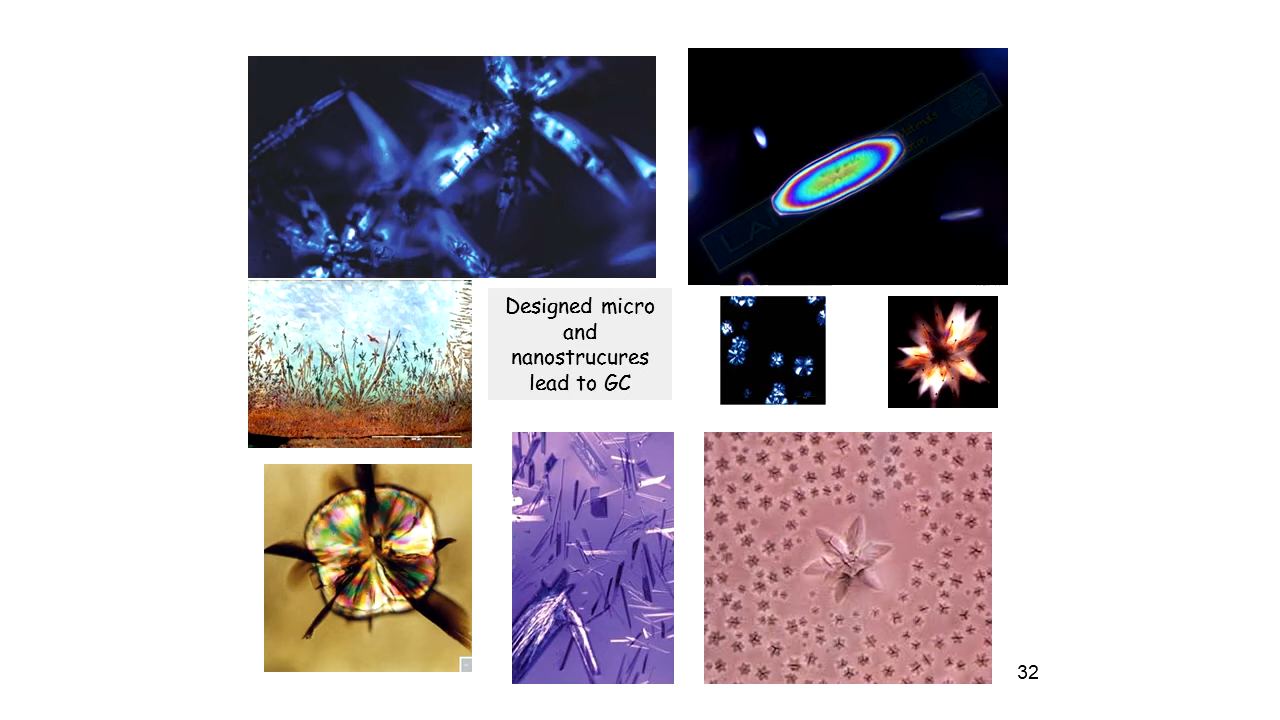 Designed micro
and
nanostrucures
lead to GC
32